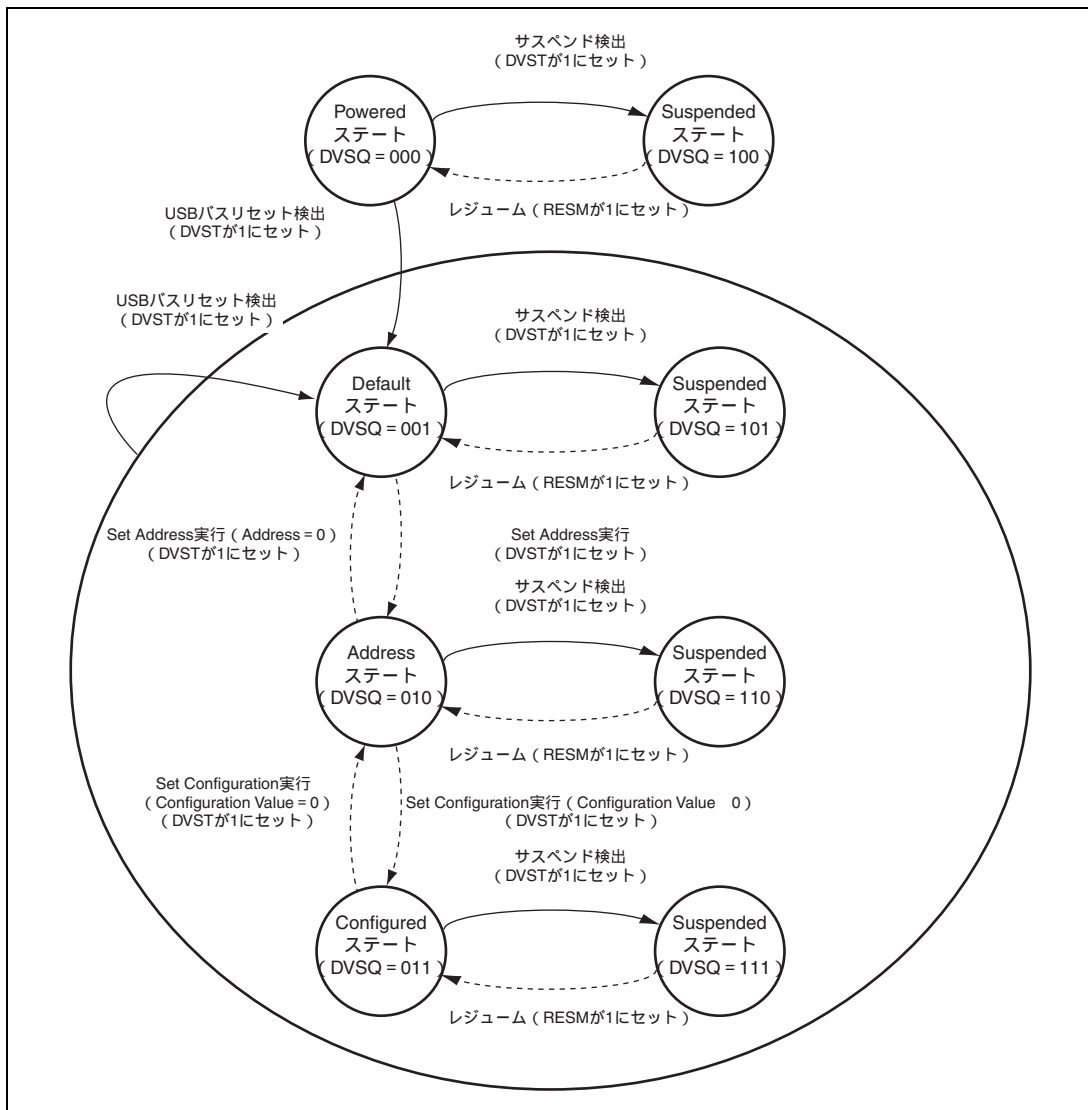 サスペンド検出
（DVSTが1にセット）
Powered
ステート
（DVSQ = 000）
Suspended
ステート
（DVSQ = 100）
レジューム（RESMが1にセット）
USBバスリセット検出
（DVSTが1にセット）
USBバスリセット検出
（DVSTが1にセット）
サスペンド検出
（DVSTが1にセット）
Default
ステート
（DVSQ = 001）
Suspended
ステート
（DVSQ = 101）
レジューム（RESMが1にセット）
Set Address実行（Address = 0）
（DVSTが1にセット）
Set Address実行
（DVSTが1にセット）
サスペンド検出
（DVSTが1にセット）
Address
ステート
（DVSQ = 010）
Suspended
ステート
（DVSQ = 110）
レジューム（RESMが1にセット）
Set Configuration実行
（Configuration Value = 0）
（DVSTが1にセット）
Set Configuration実行（Configuration Value　0）
（DVSTが1にセット）
サスペンド検出
（DVSTが1にセット）
Configured
ステート
（DVSQ = 011）
Suspended
ステート
（DVSQ = 111）
レジューム（RESMが1にセット）